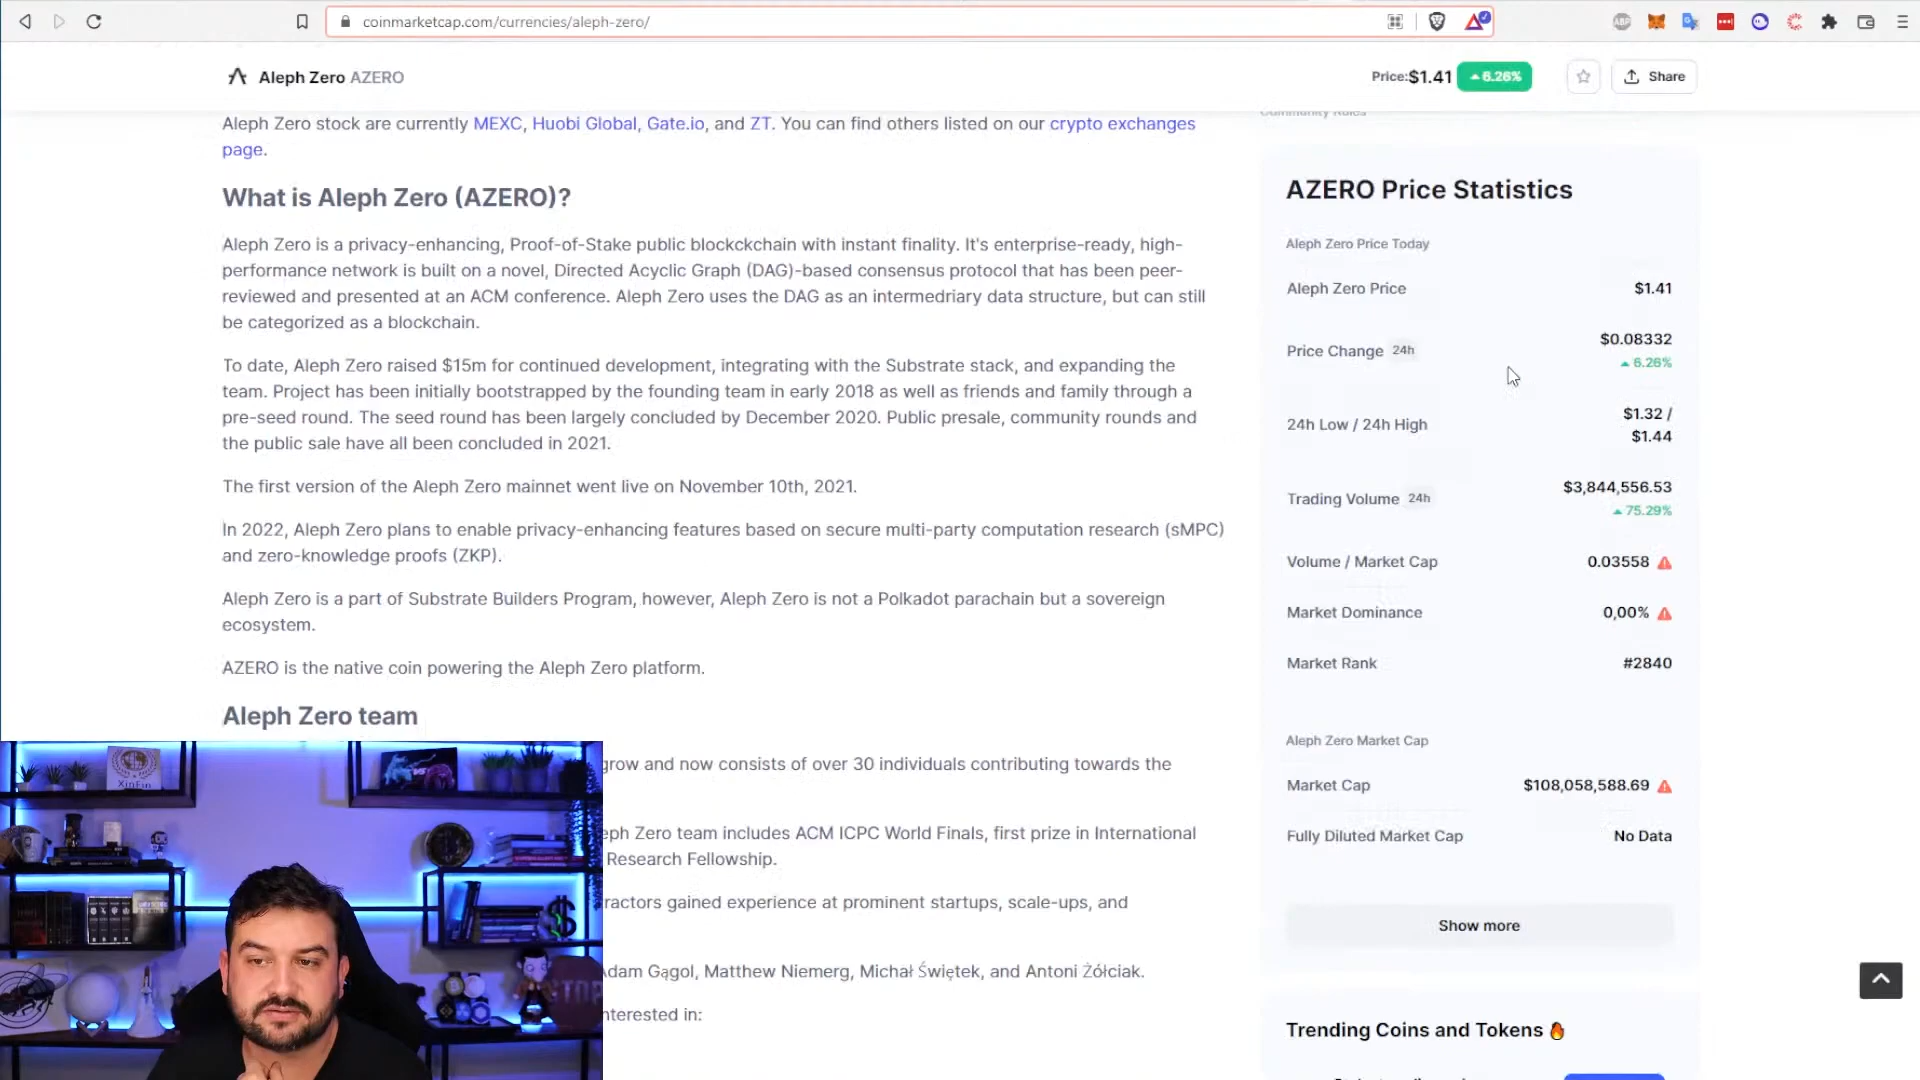 coinmarketcap.com/currencies/aleph-zero/
ABP
Aleph Zero AZERO
Price:$1.41
6.26%
Share
Aleph Zero stock are currently MEXC, Huobi Global, Gate.io, and ZT. You can find others listed on our crypto exchanges
page.
Community Rules
What is Aleph Zero (AZERO)?
Aleph Zero is a privacy-enhancing, Proof-of-Stake public blockckchain with instant finality. It's enterprise-ready, high-
performance network is built on a novel, Directed Acyclic Graph (DAG)-based consensus protocol that has been peer-
reviewed and presented at an ACM conference. Aleph Zero uses the DAG as an intermedriary data structure, but can still
be categorized as a blockchain.
To date, Aleph Zero raised $15m for continued development, integrating with the Substrate stack, and expanding the
team. Project has been initially bootstrapped by the founding team in early 2018 as well as friends and family through a
pre-seed round. The seed round has been largely concluded by December 2020. Public presale, community rounds and
the public sale have all been concluded in 2021.
The first version of the Aleph Zero mainnet went live on November 10th, 2021.
In 2022, Aleph Zero plans to enable privacy-enhancing features based on secure multi-party computation research (sMPC)
and zero-knowledge proofs (ZKP).
Aleph Zero is a part of Substrate Builders Program, however, Aleph Zero is not a Polkadot parachain but a sovereign
ecosystem.
AZERO is the native coin powering the Aleph Zero platform.
Aleph Zero team
grow and now consists of over 30 individuals contributing towards the
eph Zero team includes ACM ICPC World Finals, first prize in International
Research Fellowship.
ractors gained experience at prominent startups, scale-ups, and
Adam Gągol, Matthew Niemerg, Michał Świętek, and Antoni Żółciak.
nterested in:
AZERO Price Statistics
Aleph Zero Price Today
Aleph Zero Price $1.41
Price Change 24h $0.08332
6.26%
24h Low / 24h High $1.32 /
$1.44
Trading Volume 24h $3,844,556.53
75.29%
Volume / Market Cap 0.03558
Market Dominance 0,00%
Market Rank #2840
Aleph Zero Market Cap
Market Cap $108,058,588.69
Fully Diluted Market Cap No Data
Show more
Trending Coins and Tokens
XinFin